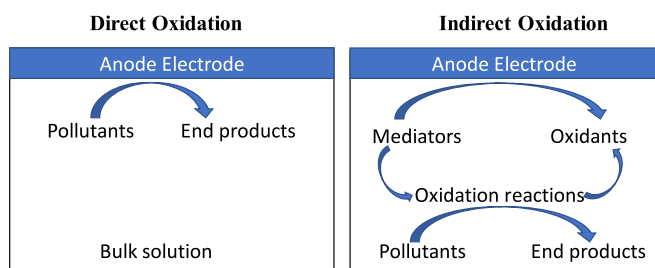 Direct Oxidation
Anode Electrode
Pollutants End products
Bulk solution
Indirect Oxidation
Anode Electrode
Mediators Oxidants
Oxidation reactions
Pollutants End products